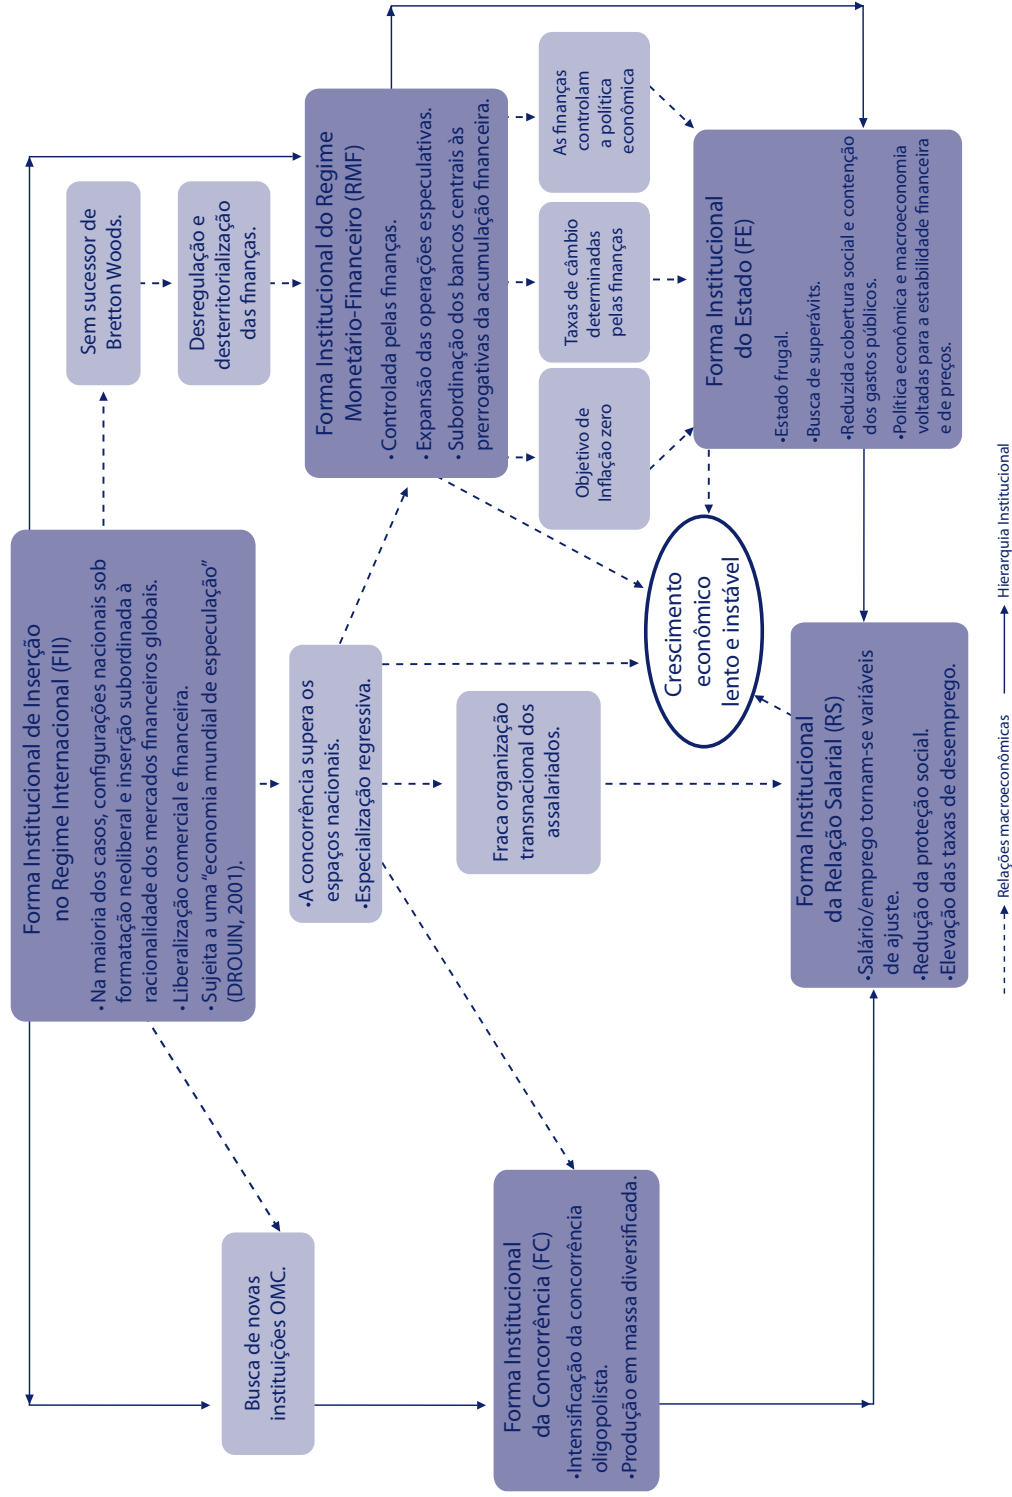 Forma Institucional de Inserção
no Regime Internacional (FII)
•Na maioria dos casos, configurações nacionais sob
formatação neoliberal e inserção subordinada à
racionalidade dos mercados financeiros globais.
•Liberalização comercial e financeira.
•Sujeita a uma “economia mundial de especulação”
(DROUIN, 2001).
Sem sucessor de
Bretton Woods.
Desregulação e
desterritorialização
das finanças.
Busca de novas
instituições OMC.
•A concorrência supera os
espaços nacionais.
•Especialização regressiva.
Forma Institucional do Regime
Monetário-Financeiro (RMF)
•Controlada pelas finanças.
•Expansão das operações especulativas.
•Subordinação dos bancos centrais às
prerrogativas da acumulação financeira.
Fraca organização
transnacional dos
assalariados.
Forma Institucional
da Concorrência (FC)
•Intensificação da concorrência
oligopolista.
•Produção em massa diversificada.
Objetivo de
Inflação zero
Taxas de câmbio
determinadas
pelas finanças
As finanças
controlam
a política
econômica
Crescimento
econômico
lento e instável
Forma Institucional
do Estado (FE)
•Estado frugal.
•Busca de superávits.
•Reduzida cobertura social e contenção
dos gastos públicos.
•Política econômica e macroeconomia
voltadas para a estabilidade financeira
e de preços.
Forma Institucional
da Relação Salarial (RS)
•Salário/emprego tornam-se variáveis
de ajuste.
•Redução da proteção social.
•Elevação das taxas de desemprego.
Relações macroeconômicas
Hierarquia Institucional